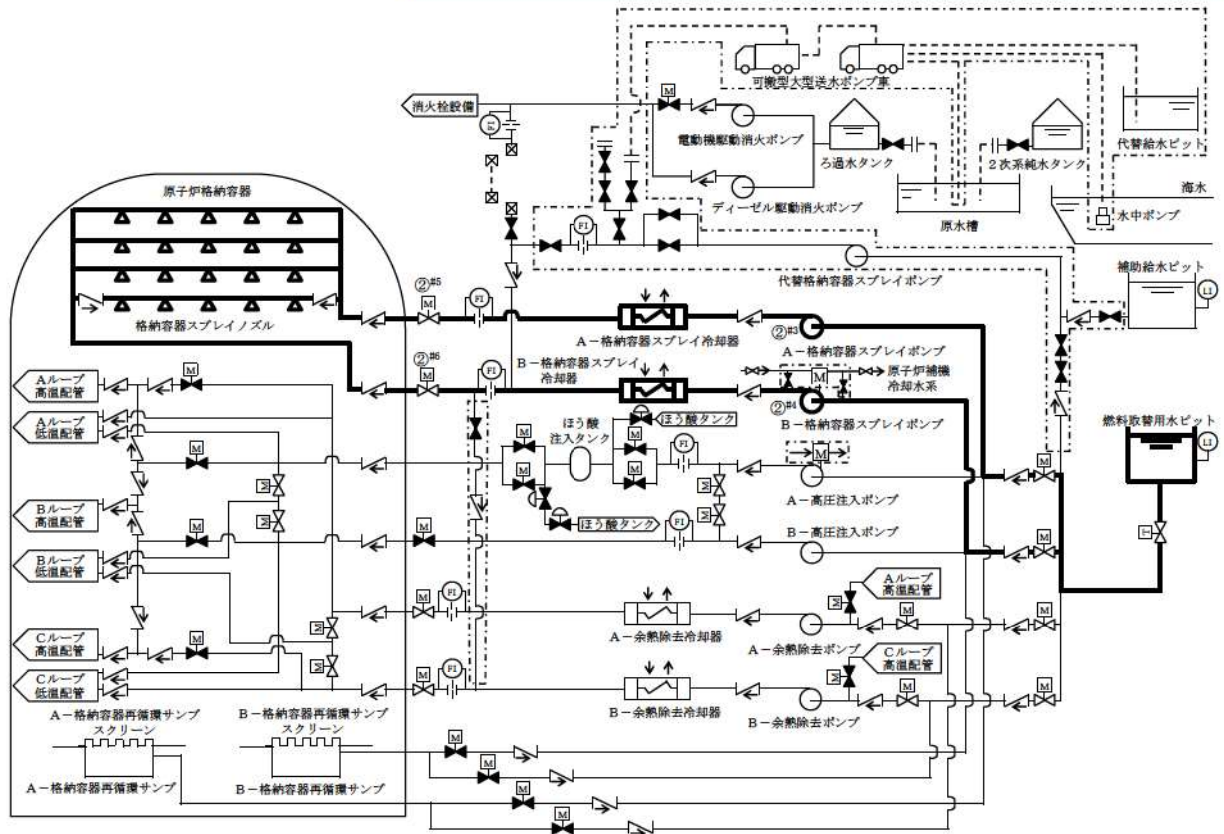 可搬型大型送水ポンプ車
消火栓設備
M
FI
電動機駆動消火ポンプ
ろ過水タンク
2次系純水タンク
代替給水ピット
海水
原子炉格納容器
ディーゼル駆動消火ポンプ
原水槽
水中ポンプ
FI
代替格納容器スプレイポンプ
補助給水ピット
LI
②#5
M
FI
格納容器スプレイノズル
A-格納容器スプレイ冷却器
②#3
A-格納容器スプレイポンプ
②#6
M
FI
B-格納容器スプレイ
冷却器
M
原子炉補機
冷却水系
②#4
B-格納容器スプレイポンプ
燃料取替用水ピット
LI
Aループ
高温配管
M
Aループ
低温配管
ほう酸
注入タンク
ほう酸タンク
M
M
M
FI
M
M
M
M
M
A-高圧注入ポンプ
M
T
Bループ
高温配管
M
M
M
ほう酸タンク
FI
M
B-高圧注入ポンプ
M
Bループ
低温配管
Aループ
高温配管
M
FI
M
M
M
M
A-余熱除去冷却器
A-余熱除去ポンプ
Cループ
高温配管
M
M
Cループ
高温配管
Cループ
低温配管
M
FI
M
M
M
B-余熱除去冷却器
B-余熱除去ポンプ
A-格納容器再循環サンプ
スクリーン
B-格納容器再循環サンプ
スクリーン
M
M
A-格納容器再循環サンプ
B-格納容器再循環サンプ
M
M